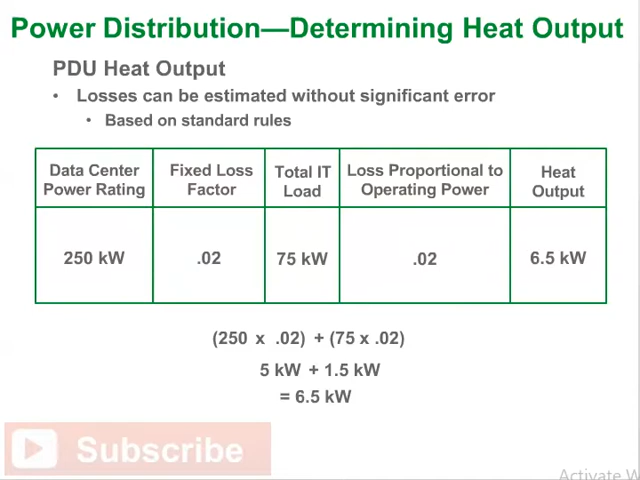 Power Distribution—Determining Heat Output
PDU Heat Output
• Losses can be estimated without significant error
• Based on standard rules
Data Center Power Rating
Fixed Loss Factor
Total IT Load
Loss Proportional to Operating Power
Heat Output
250 kW
.02
75 kW
.02
6.5 kW
(250 x .02) + (75 x .02)
5 kW + 1.5 kW
= 6.5 kW
Subscribe
Activate W